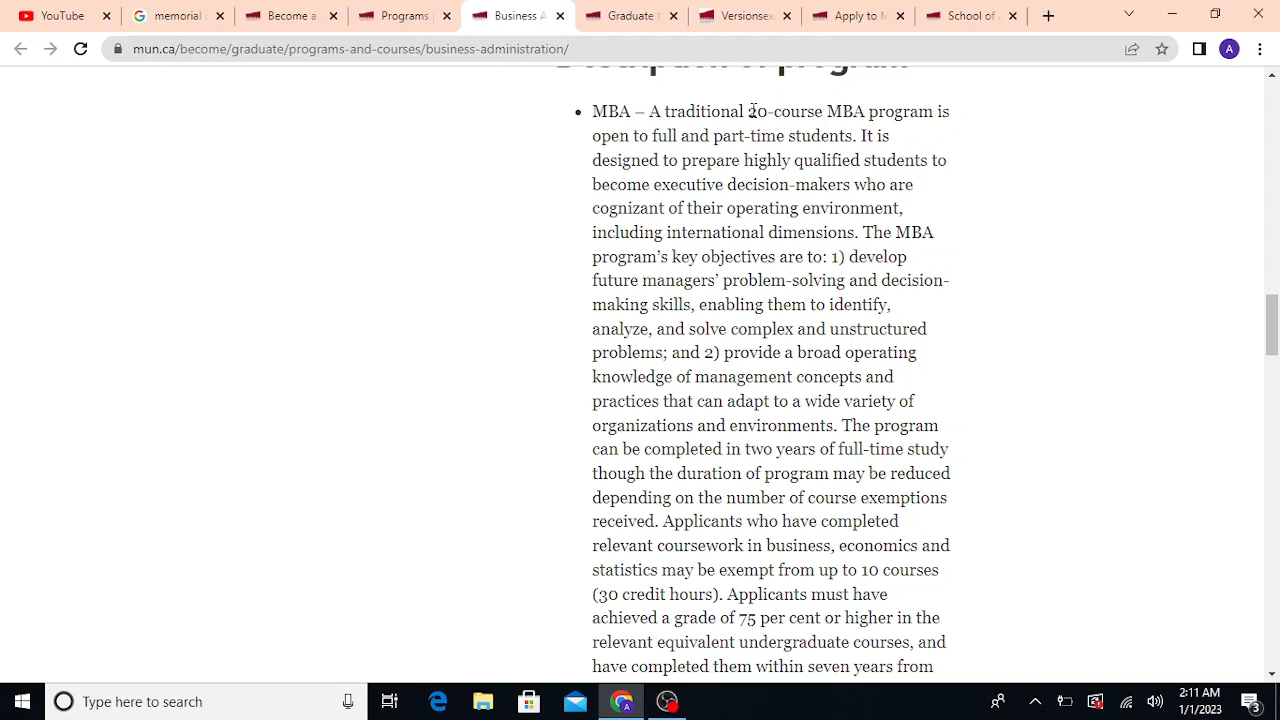 YouTube
memorial
Become a
Programs
Business A
Graduate t
Versionsex
Apply to M
School of
mun.ca/become/graduate/programs-and-courses/business-administration/
A
Description of program
MBA – A traditional 20-course MBA program is
open to full and part-time students. It is
designed to prepare highly qualified students to
become executive decision-makers who are
cognizant of their operating environment,
including international dimensions. The MBA
program's key objectives are to: 1) develop
future managers' problem-solving and decision-
making skills, enabling them to identify,
analyze, and solve complex and unstructured
problems; and 2) provide a broad operating
knowledge of management concepts and
practices that can adapt to a wide variety of
organizations and environments. The program
can be completed in two years of full-time study
though the duration of program may be reduced
depending on the number of course exemptions
received. Applicants who have completed
relevant coursework in business, economics and
statistics may be exempt from up to 10 courses
(30 credit hours). Applicants must have
achieved a grade of 75 per cent or higher in the
relevant equivalent undergraduate courses, and
have completed them within seven years from
Type here to search
2:11 AM
1/1/2023
3